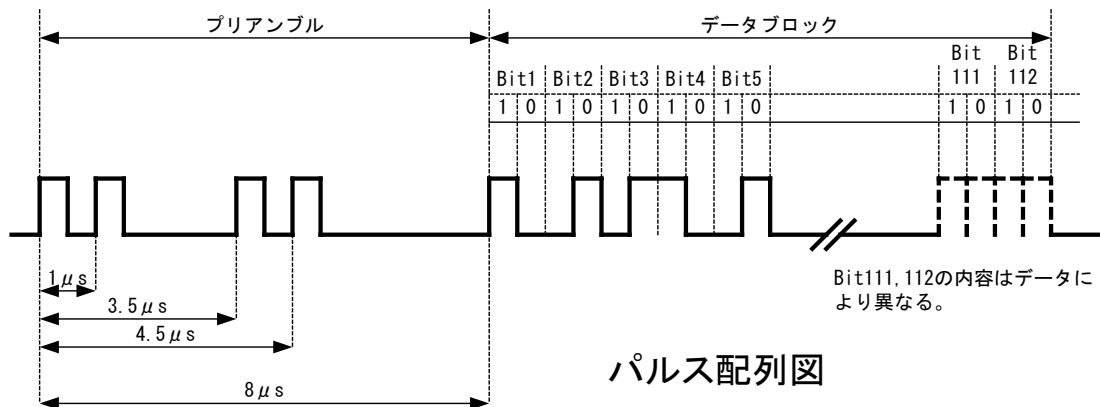 プリアンブル
データブロック
Bit1 Bit2 Bit3 Bit4 Bit5
Bit
111
Bit
112
1 0 1 0 1 0 1 0 1 0
1 0 1 0
1μs
3.5μs
4.5μs
8μs
Bit111,112の内容はデータに
より異なる。
パルス配列図